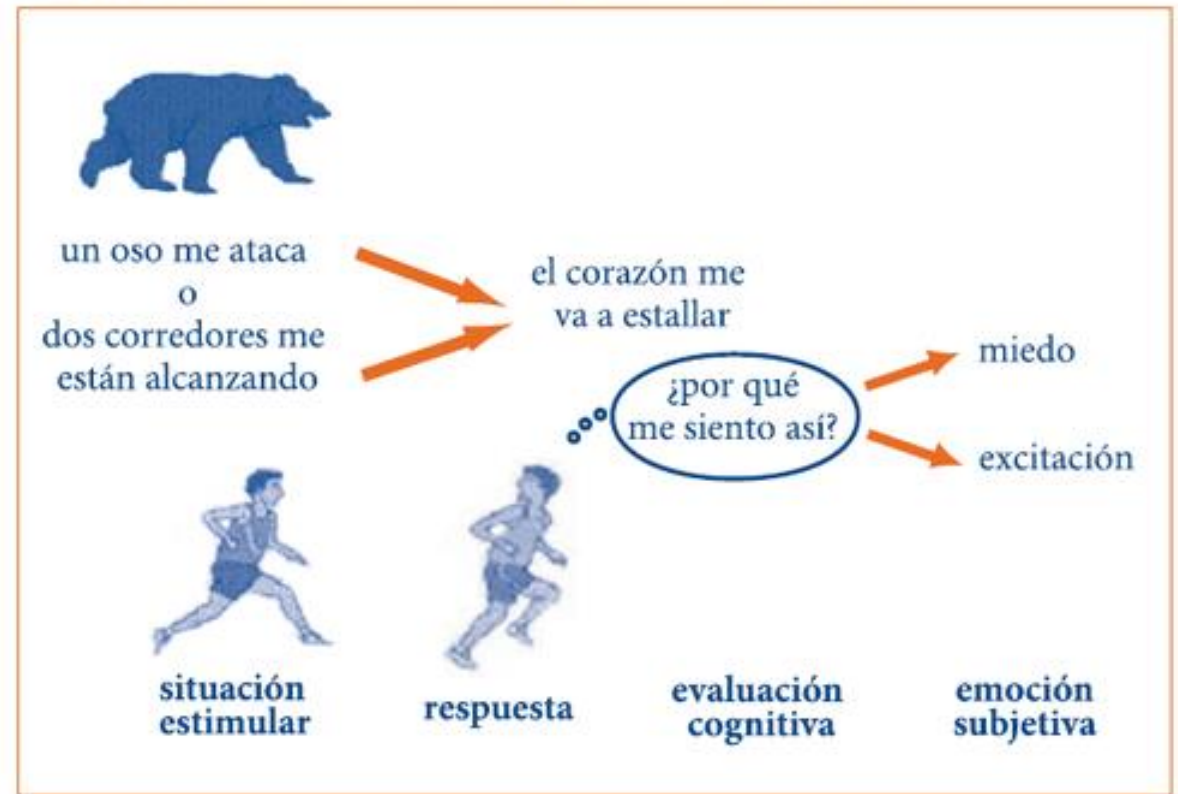 un oso me ataca
o
dos corredores me
están alcanzando
el corazón me
va a estallar
¿por qué
me siento así?
miedo
excitación
situación
estimular
respuesta
evaluación
cognitiva
emoción
subjetiva